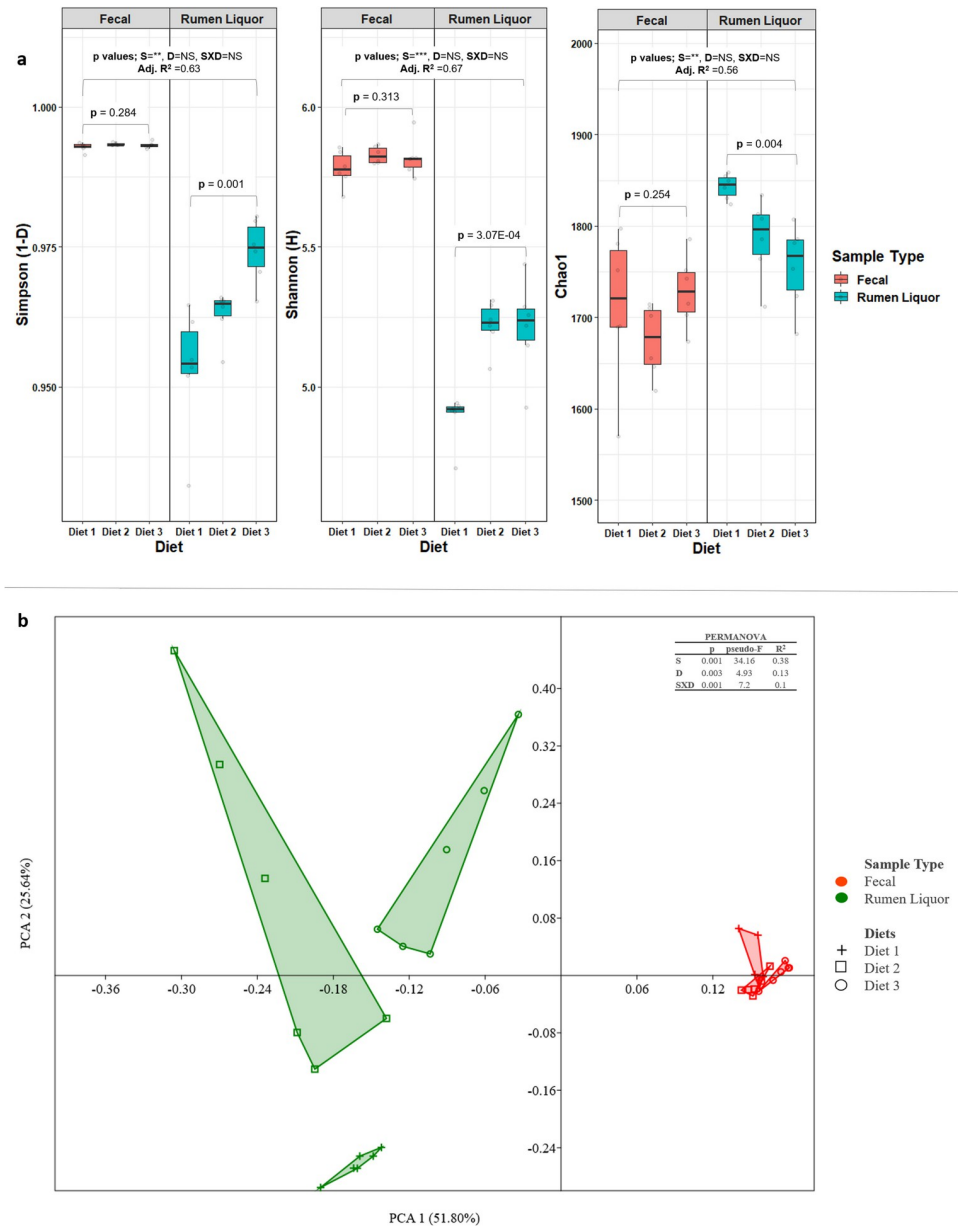 a
Fecal Rumen Liquor
p values; S=**, D=NS, SXD=NS
Adj. R² =0.63
p = 0.284
p = 0.001
1.000
0.975
0.950
Simpson (1-D)
Diet 1 Diet 2 Diet 3 Diet 1 Diet 2 Diet 3
Diet
Fecal Rumen Liquor
p values; S=***, D=NS, SXD=NS
Adj. R² =0.67
p = 0.313
p = 3.07E-04
6.0
5.5
5.0
Shannon (H)
Diet 1 Diet 2 Diet 3 Diet 1 Diet 2 Diet 3
Diet
Fecal Rumen Liquor
p values; S=**, D=NS, SXD=NS
Adj. R² =0.56
p = 0.004
p = 0.254
2000
1900
1800
1700
1600
1500
Chao1
Diet 1 Diet 2 Diet 3 Diet 1 Diet 2 Diet 3
Diet
Sample Type
Fecal
Rumen Liquor
b
PERMANOVA
p pseudo-F R²
S 0.001 34.16 0.38
D 0.003 4.93 0.13
SXD 0.001 7.2 0.1
0.40
0.32
0.24
0.16
0.08
-0.36 -0.30 -0.24 -0.18 -0.12 -0.06 0.06 0.12
-0.08
-0.16
-0.24
PCA 2 (25.64%)
PCA 1 (51.80%)
Sample Type
Fecal
Rumen Liquor
Diets
Diet 1
Diet 2
Diet 3